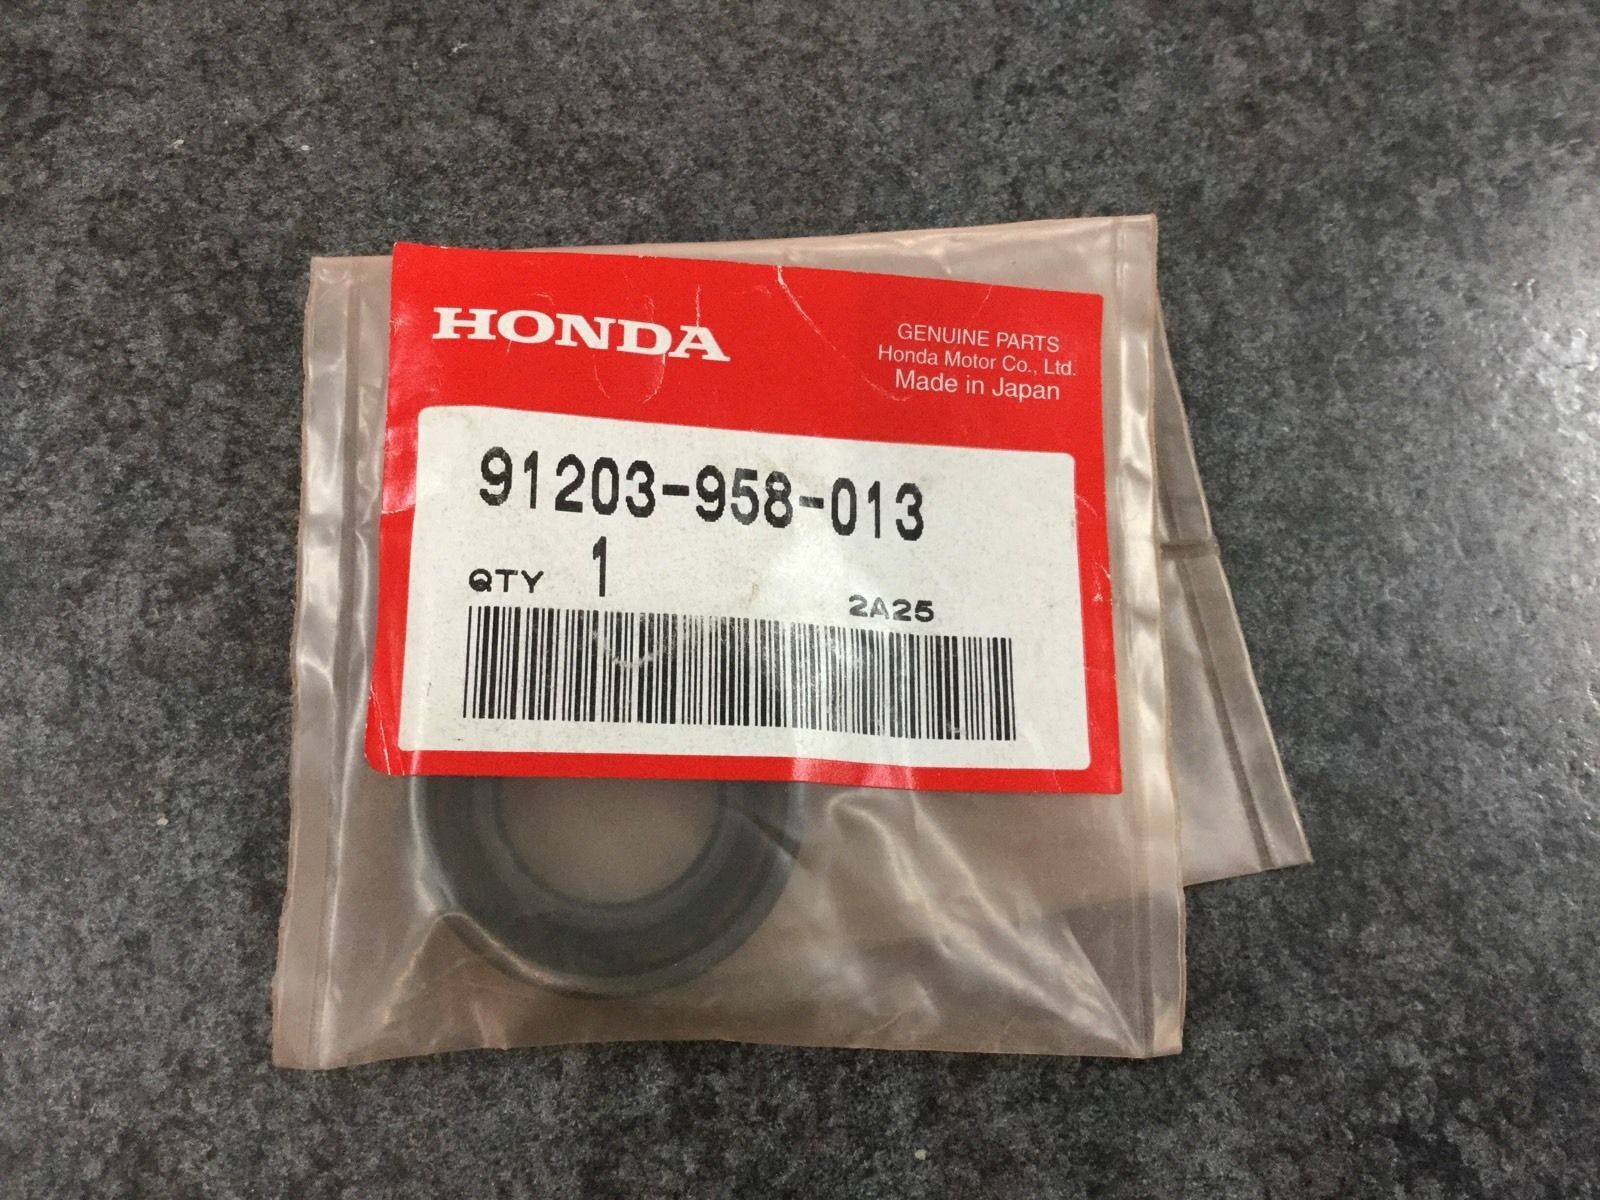 HONDA
GENUINE PARTS
Honda Motor Co., Ltd.
Made in Japan
91203-958-013
QTY 1
2A25